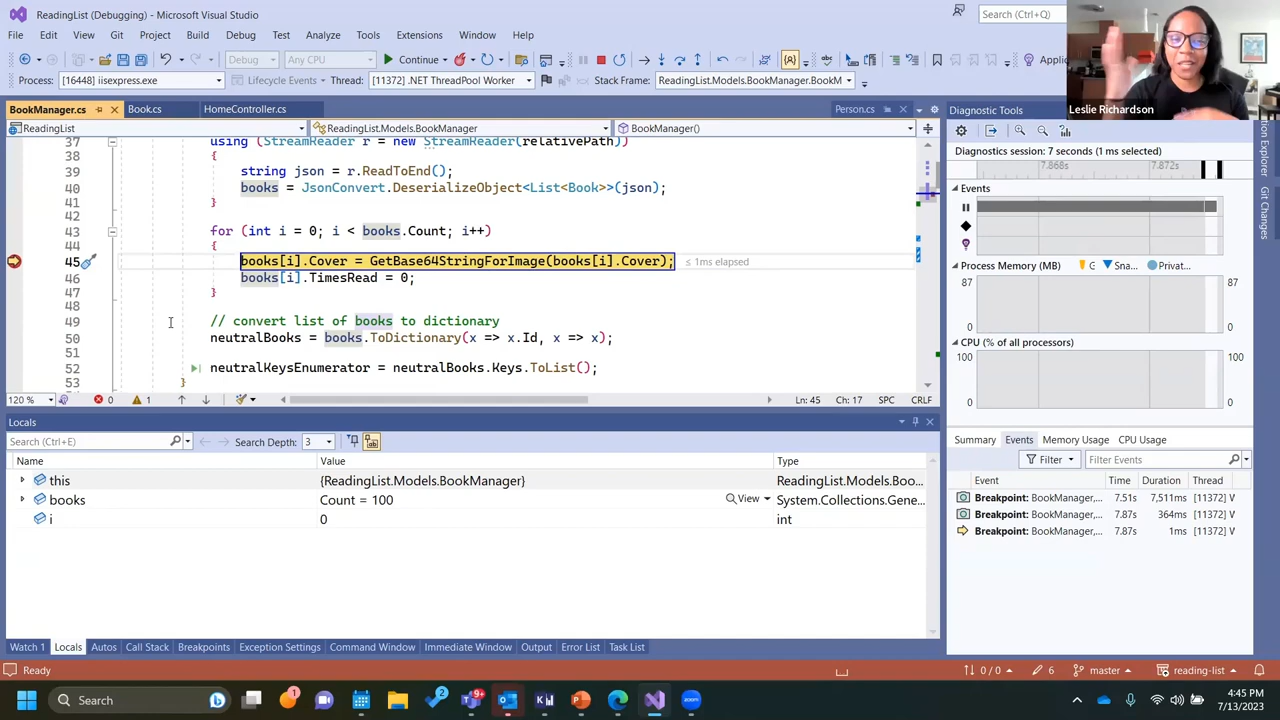 ReadingList (Debugging) - Microsoft Visual Studio
Search (Ctrl+Q)
File Edit View Git Project Build Debug Test Analyze Tools Extensions Window Help
Debug Any CPU Continue
Process: [16448] iisexpress.exe Lifecycle Events Thread: [11372] .NET ThreadPool Worker Stack Frame: ReadingList.Models.BookManager.BookM
Leslie Richardson
BookManager.cs Book.cs HomeController.cs Person.cs
ReadingList ReadingList.Models.BookManager BookManager()
37 using (StreamReader r = new StreamReader(relativePath))
38 {
39 string json = r.ReadToEnd();
40 books = JsonConvert.DeserializeObject<List<Book>>(json);
41 }
42
43 for (int i = 0; i < books.Count; i++)
44 {
45 books[i].Cover = GetBase64StringForImage(books[i].Cover); ≤ 1ms elapsed
46 books[i].TimesRead = 0;
47 }
48
49 // convert list of books to dictionary
50 neutralBooks = books.ToDictionary(x => x.Id, x => x);
51
52 neutralKeysEnumerator = neutralBooks.Keys.ToList();
53 }
120 % 0 1 Ln: 45 Ch: 17 SPC CRLF
Locals
Search (Ctrl+E) Search Depth: 3
Name Value Type
this {ReadingList.Models.BookManager} ReadingList.Models.Boo...
books Count = 100 View System.Collections.Gene...
i 0 int
Watch 1 Locals Autos Call Stack Breakpoints Exception Settings Command Window Immediate Window Output Error List Task List
Diagnostic Tools
Diagnostics session: 7 seconds (1 ms selected)
7.868s 7.872s
Events
Process Memory (MB) G Sna... Privat...
87 87
0 0
CPU (% of all processors)
100 100
0 0
Summary Events Memory Usage CPU Usage
Filter Filter Events
Event Time Duration Thread
Breakpoint: BookManager,... 7.51s 7,511ms [11372] V
Breakpoint: BookManager,... 7.87s 364ms [11372] V
Breakpoint: BookManager,... 7.87s 1ms [11372] V
Git Changes
Ready 0 / 0 6 master reading-list
Search
4:45 PM
7/13/2023